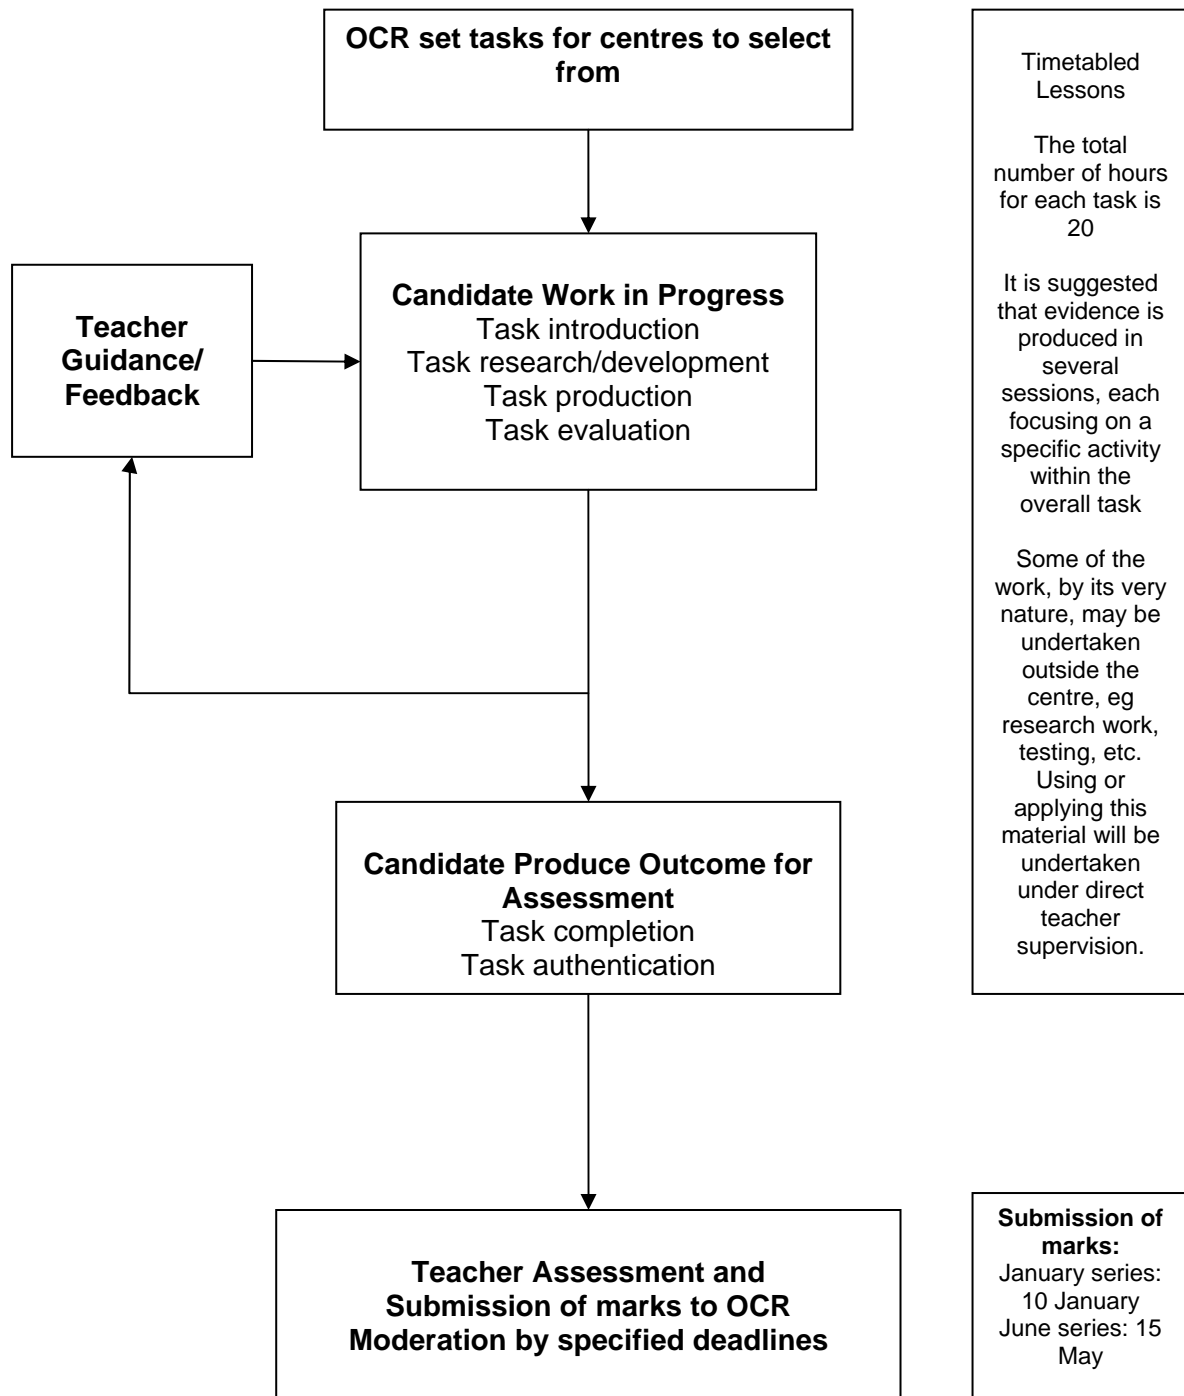 OCR set tasks for centres to select
from
Candidate Work in Progress
Task introduction
Task research/development
Task production
Task evaluation
Teacher
Guidance/
Feedback
Candidate Produce Outcome for
Assessment
Task completion
Task authentication
Teacher Assessment and
Submission of marks to OCR
Moderation by specified deadlines
Timetabled
Lessons
The total
number of hours
for each task is
20
It is suggested
that evidence is
produced in
several
sessions, each
focusing on a
specific activity
within the
overall task
Some of the
work, by its very
nature, may be
undertaken
outside the
centre, eg
research work,
testing, etc.
Using or
applying this
material will be
undertaken
under direct
teacher
supervision.
Submission of
marks:
January series:
10 January
June series: 15
May